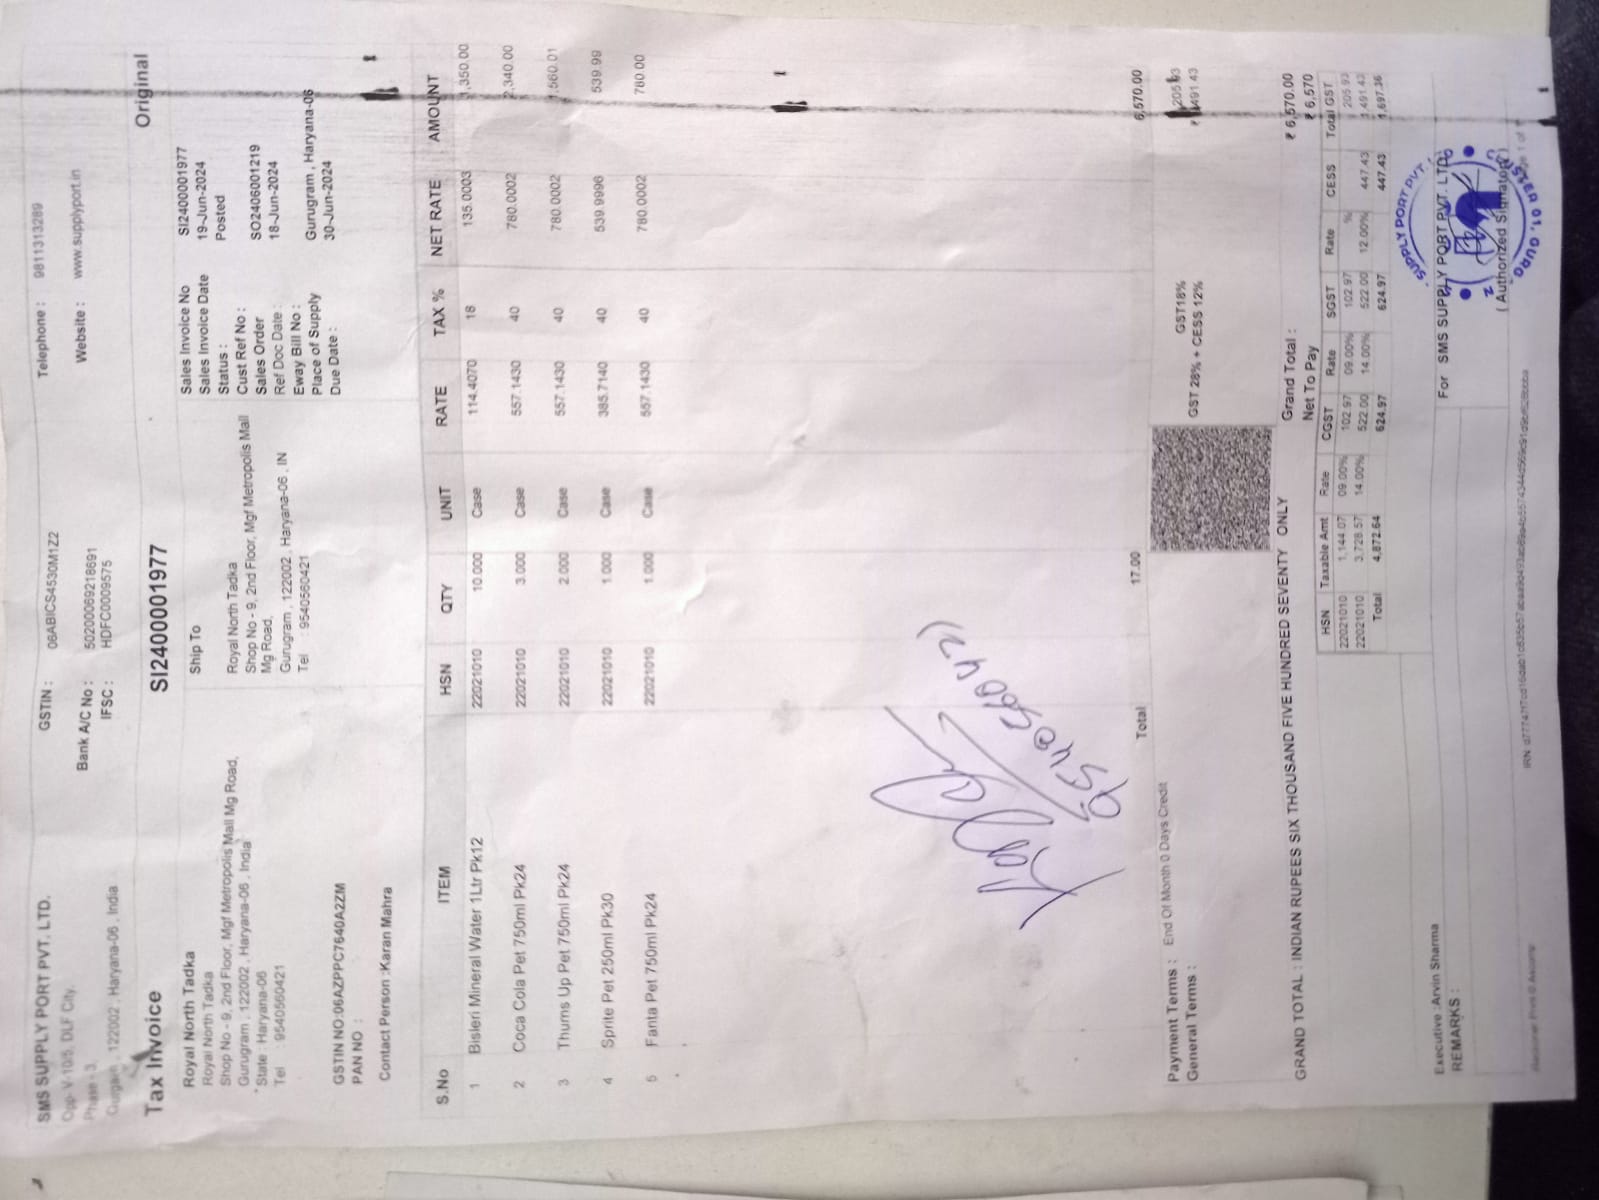 SMS SUPPLY PORT PVT. LTD.
Opp- V-10/5, DLF City,
Phase - 3,
Gurgaon, 122002 , Haryana-06 , India
GSTIN : 06ABICS4530M1Z2
Bank A/C No : 50200069218691
IFSC : HDFC0009575
Telephone : 9811313289
Website : www.supplyport.in
Tax Invoice SI2400001977 Original
Royal North Tadka
Royal North Tadka
Shop No - 9, 2nd Floor, Mgf Metropolis Mall Mg Road,
Gurugram , 122002 , Haryana-06 , India
State : Haryana-06
Tel : 9540560421
GSTIN NO:06AZPPC7640A2ZM
PAN NO :
Contact Person :Karan Mahra
Ship To
Royal North Tadka
Shop No - 9, 2nd Floor, Mgf Metropolis Mall
Mg Road,
Gurugram , 122002 , Haryana-06 , IN
Tel : 9540560421
Sales Invoice No SI2400001977
Sales Invoice Date 19-Jun-2024
Status : Posted
Cust Ref No :
Sales Order SO2406001219
Ref Doc Date : 18-Jun-2024
Eway Bill No :
Place of Supply Gurugram , Haryana-06
Due Date : 30-Jun-2024
S.No ITEM HSN QTY UNIT RATE TAX % NET RATE AMOUNT
1 Bisleri Mineral Water 1Ltr Pk12 22021010 10.000 Case 114.4070 18 135.0003 1,350.00
2 Coca Cola Pet 750ml Pk24 22021010 3.000 Case 557.1430 40 780.0002 2,340.00
3 Thums Up Pet 750ml Pk24 22021010 2.000 Case 557.1430 40 780.0002 1,560.01
4 Sprite Pet 250ml Pk30 22021010 1.000 Case 385.7140 40 539.9996 539.99
5 Fanta Pet 750ml Pk24 22021010 1.000 Case 557.1430 40 780.0002 780.00
Total 17.00 6,570.00
Payment Terms : End Of Month 0 Days Credit
General Terms :
GST18% 205.93
GST 28% + CESS 12% ₹ 1,491.43
GRAND TOTAL : INDIAN RUPEES SIX THOUSAND FIVE HUNDRED SEVENTY ONLY
Grand Total : ₹ 6,570.00
Net To Pay ₹ 6,570
HSN Taxable Amt Rate CGST Rate SGST Rate CESS Total GST
22021010 1,144.07 09.00% 102.97 09.00% 102.97 % 205.93
22021010 3,728.57 14.00% 522.00 14.00% 522.00 12.00% 447.43 1,491.43
Total 4,872.64 624.97 624.97 447.43 1,697.36
Executive :Arvin Sharma
REMARKS :
For SMS SUPPLY PORT PVT. LTD.
SUPPLY PORT PVT.
( Authorized Signatory )